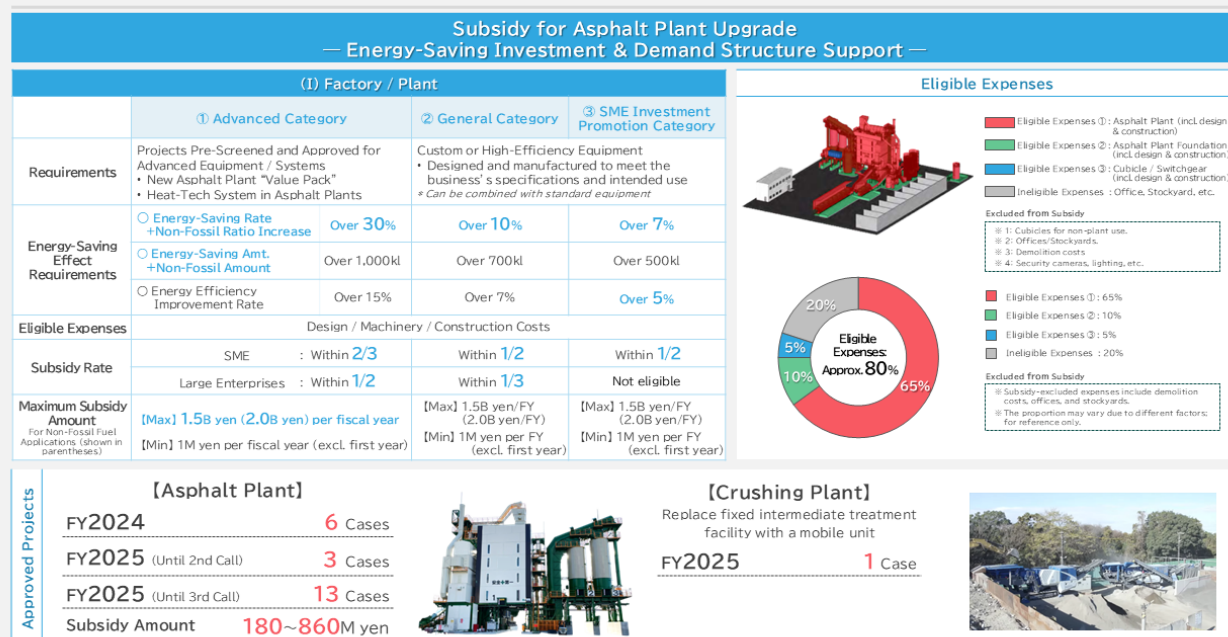 Subsidy for Asphalt Plant Upgrade
— Energy-Saving Investment & Demand Structure Support —
(I) Factory / Plant
① Advanced Category
② General Category
③ SME Investment
Promotion Category
Requirements
Projects Pre-Screened and Approved for
Advanced Equipment / Systems
• New Asphalt Plant “Value Pack”
• Heat-Tech System in Asphalt Plants
Custom or High-Efficiency Equipment
• Designed and manufactured to meet the
business’s specifications and intended use
※ Can be combined with standard equipment
Energy-Saving
Effect
Requirements
○ Energy-Saving Rate
+Non-Fossil Ratio Increase
Over 30%
Over 10%
Over 7%
○ Energy-Saving Amt.
+Non-Fossil Amount
Over 1,000kl
Over 700kl
Over 500kl
○ Energy Efficiency
Improvement Rate
Over 15%
Over 7%
Over 5%
Eligible Expenses
Design / Machinery / Construction Costs
Subsidy Rate
SME : Within 2/3
Within 1/2
Within 1/2
Large Enterprises : Within 1/2
Within 1/3
Not eligible
Maximum Subsidy
Amount
For Non-Fossil Fuel
Applications (shown in
parentheses)
【Max】1.5B yen (2.0B yen) per fiscal year
【Min】1M yen per fiscal year (excl. first year)
【Max】1.5B yen/FY
(2.0B yen/FY)
【Min】1M yen per FY
(excl. first year)
【Max】1.5B yen/FY
(2.0B yen/FY)
【Min】1M yen per FY
(excl. first year)
Eligible Expenses
Eligible Expenses ①: Asphalt Plant (incl. design
& construction)
Eligible Expenses ②: Asphalt Plant Foundation
(incl. design & construction)
Eligible Expenses ③: Cubicle / Switchgear
(incl. design & construction)
Ineligible Expenses : Office, Stockyard, etc.
Excluded from Subsidy
※ 1: Cubicles for non-plant use.
※ 2: Offices/Stockyards.
※ 3: Demolition costs
※ 4: Security cameras, lighting, etc.
20%
5%
10%
65%
Eligible
Expenses:
Approx. 80%
Eligible Expenses ①: 65%
Eligible Expenses ②: 10%
Eligible Expenses ③: 5%
Ineligible Expenses : 20%
Excluded from Subsidy
※ Subsidy-excluded expenses include demolition
costs, offices, and stockyards.
※ The proportion may vary due to different factors;
for reference only.
Approved Projects
【Asphalt Plant】
FY2024 6 Cases
FY2025 (Until 2nd Call) 3 Cases
FY2025 (Until 3rd Call) 13 Cases
Subsidy Amount 180~860M yen
【Crushing Plant】
Replace fixed intermediate treatment
facility with a mobile unit
FY2025 1 Case